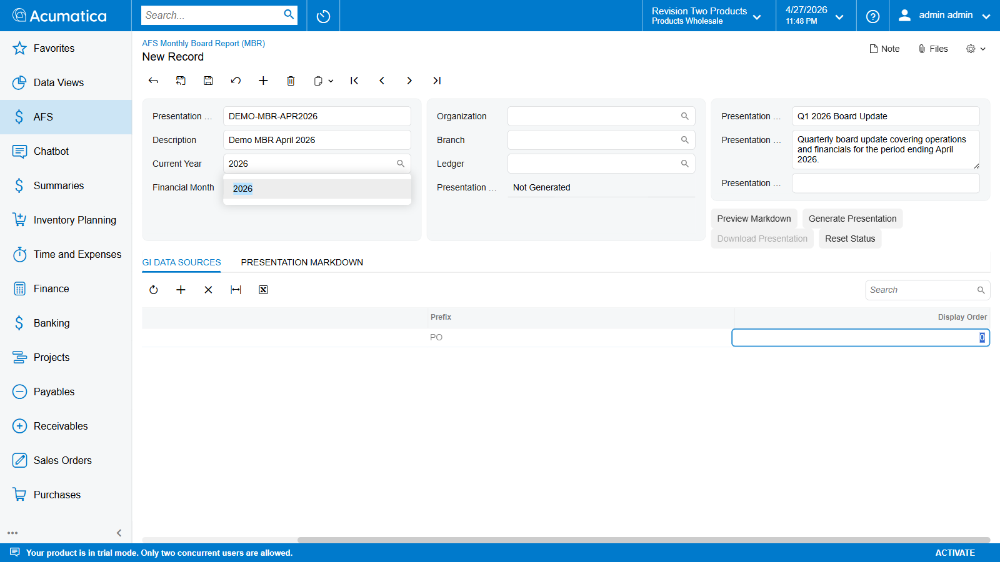 Acumatica
Search...
Revision Two Products
Products Wholesale
4/27/2026
11:48 PM
admin admin
Favorites
Data Views
AFS
Chatbot
Summaries
Inventory Planning
Time and Expenses
Finance
Banking
Projects
Payables
Receivables
Sales Orders
Purchases
AFS Monthly Board Report (MBR)
New Record
Note
Files
Presentation ...
DEMO-MBR-APR2026
Description
Demo MBR April 2026
Current Year
2026
Financial Month
2026
Organization
Branch
Ledger
Presentation ...
Not Generated
Presentation ...
Q1 2026 Board Update
Presentation ...
Quarterly board update covering operations
and financials for the period ending April
2026.
Presentation ...
Preview Markdown
Generate Presentation
Download Presentation
Reset Status
GI DATA SOURCES
PRESENTATION MARKDOWN
Search
Prefix
Display Order
PO
0
Your product is in trial mode. Only two concurrent users are allowed.
ACTIVATE